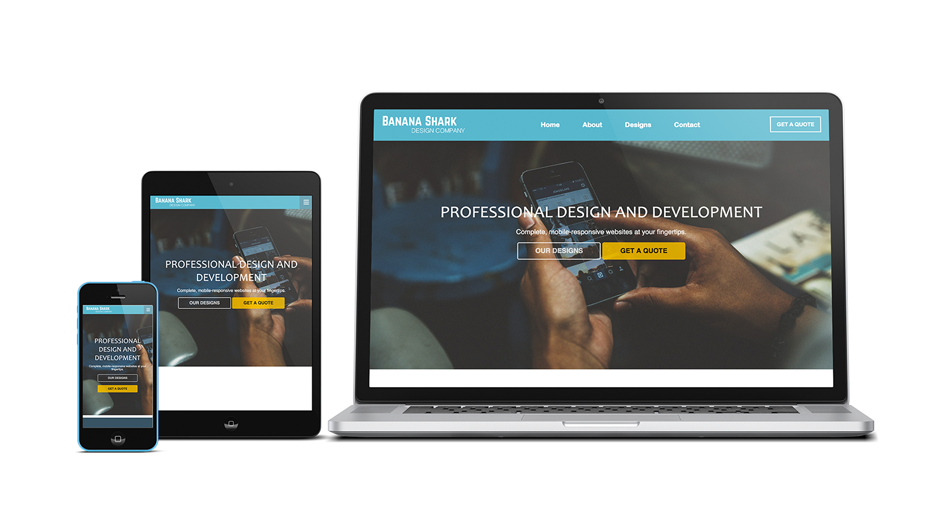 BANANA SHARK
DESIGN COMPANY
Home About Designs Contact
GET A QUOTE
PROFESSIONAL DESIGN AND DEVELOPMENT
Complete, mobile-responsive websites at your fingertips.
OUR DESIGNS GET A QUOTE
BANANA SHARK
DESIGN COMPANY
PROFESSIONAL DESIGN AND
DEVELOPMENT
Complete, mobile-responsive websites at your fingertips.
OUR DESIGNS GET A QUOTE
BANANA SHARK
PROFESSIONAL
DESIGN AND
DEVELOPMENT
Complete, mobile-responsive websites at your
fingertips.
OUR DESIGNS
GET A QUOTE